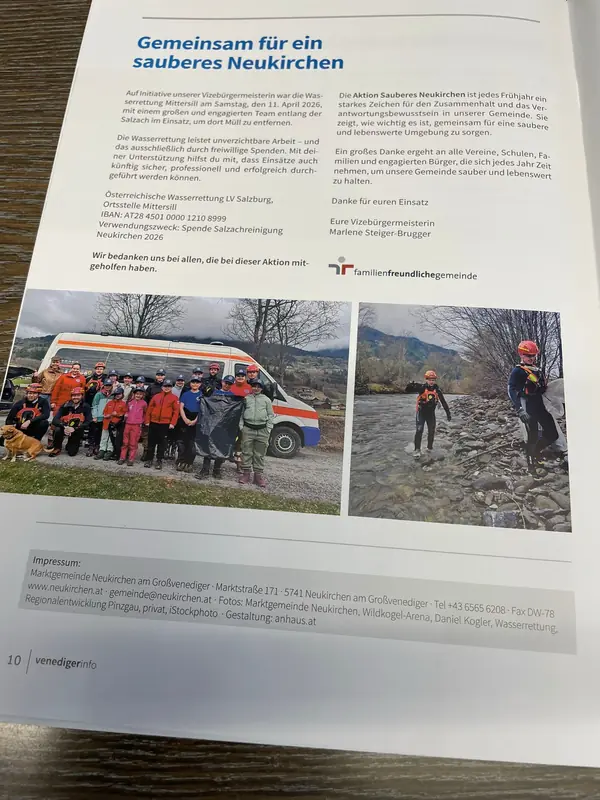 Gemeinsam für ein
sauberes Neukirchen
Auf Initiative unserer Vizebürgermeisterin war die Was-
serrettung Mittersill am Samstag, den 11. April 2026,
mit einem großen und engagierten Team entlang der
Salzach im Einsatz, um dort Müll zu entfernen.
Die Wasserrettung leistet unverzichtbare Arbeit – und
das ausschließlich durch freiwillige Spenden. Mit dei-
ner Unterstützung hilfst du mit, dass Einsätze auch
künftig sicher, professionell und erfolgreich durch-
geführt werden können.
Österreichische Wasserrettung LV Salzburg,
Ortsstelle Mittersill
IBAN: AT28 4501 0000 1210 8999
Verwendungszweck: Spende Salzachreinigung
Neukirchen 2026
Wir bedanken uns bei allen, die bei dieser Aktion mit-
geholfen haben.
Die Aktion Sauberes Neukirchen ist jedes Frühjahr ein
starkes Zeichen für den Zusammenhalt und das Ver-
antwortungsbewusstsein in unserer Gemeinde. Sie
zeigt, wie wichtig es ist, gemeinsam für eine saubere
und lebenswerte Umgebung zu sorgen.
Ein großes Danke ergeht an alle Vereine, Schulen, Fa-
milien und engagierten Bürger, die sich jedes Jahr Zeit
nehmen, um unsere Gemeinde sauber und lebenswert
zu halten.
Danke für euren Einsatz
Eure Vizebürgermeisterin
Marlene Steiger-Brugger
familienfreundlichegemeinde
Impressum:
Marktgemeinde Neukirchen am Großvenediger · Marktstraße 171 · 5741 Neukirchen am Großvenediger · Tel +43 6565 6208 · Fax DW-78
www.neukirchen.at · gemeinde@neukirchen.at · Fotos: Marktgemeinde Neukirchen, Wildkogel-Arena, Daniel Kogler, Wasserrettung,
Regionalentwicklung Pinzgau, privat, iStockphoto · Gestaltung: anhaus.at
10 | venedigerinfo